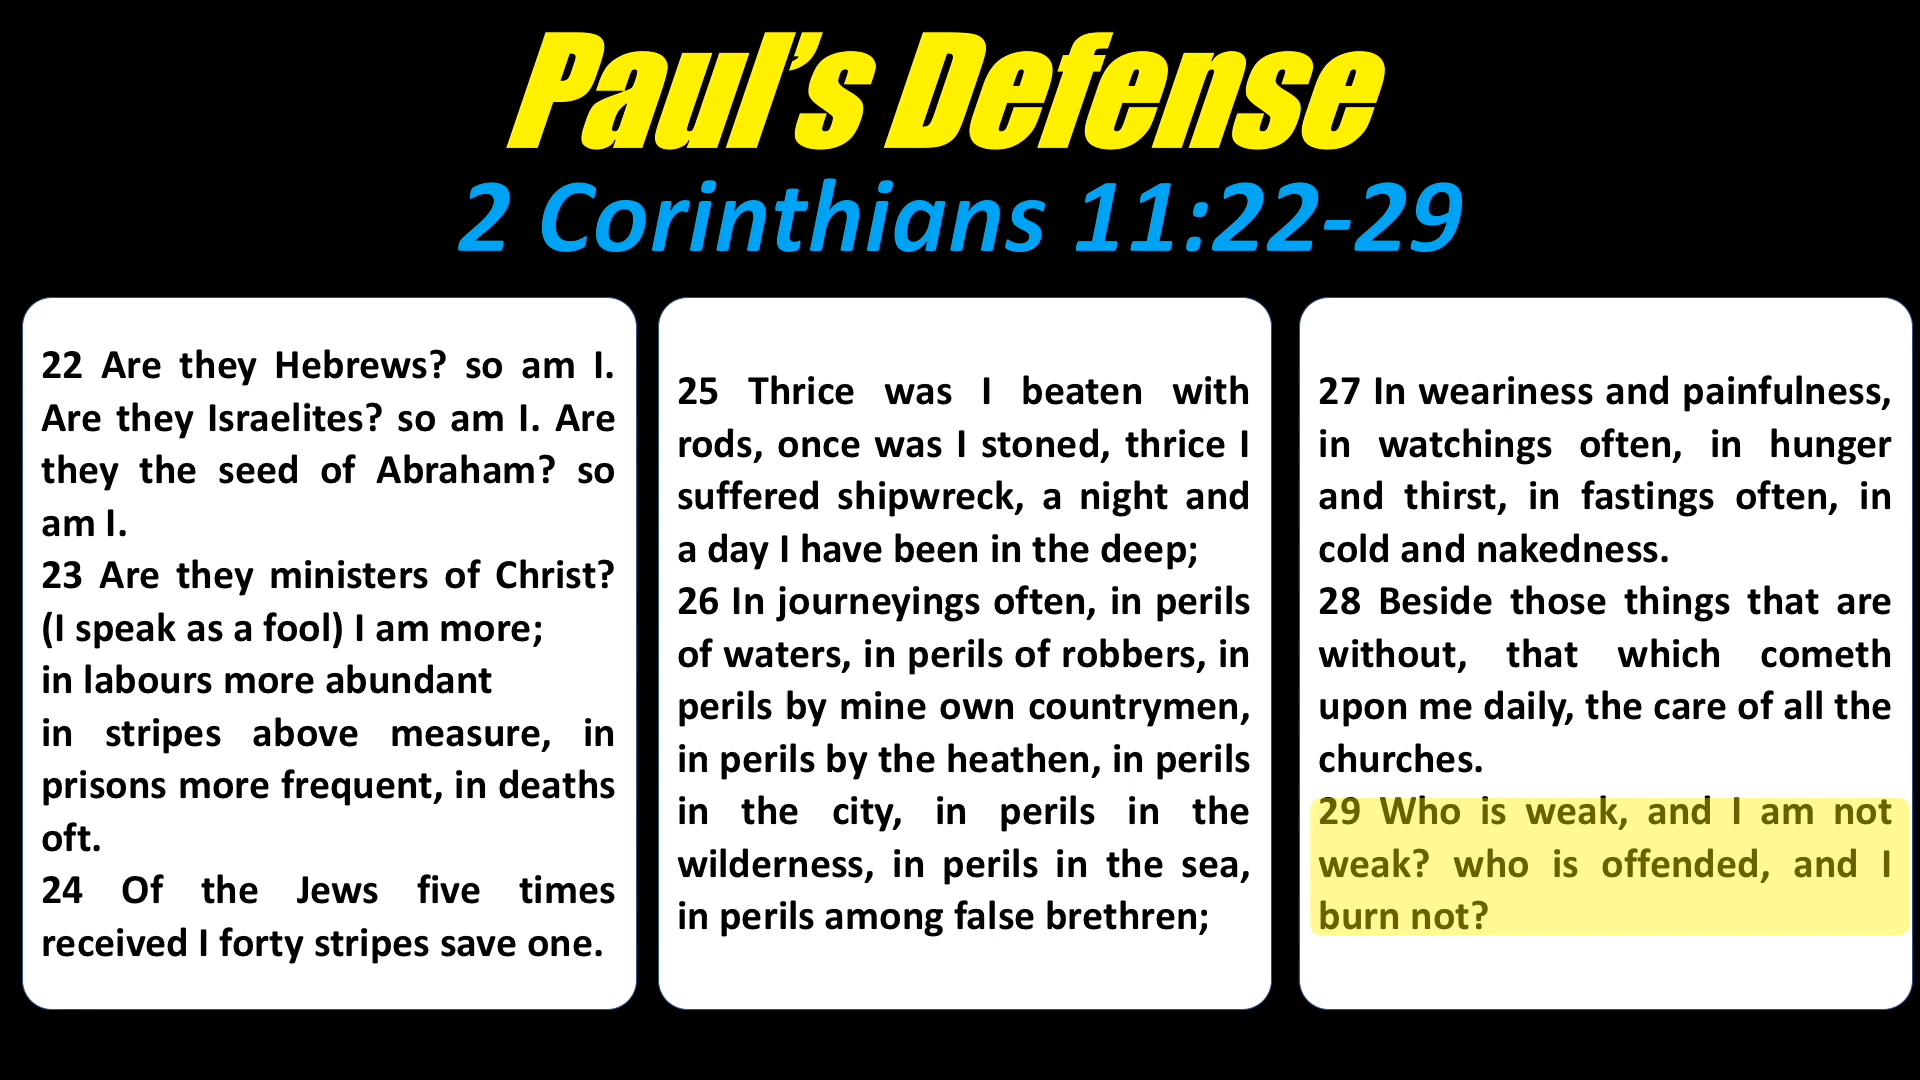 Paul’s Defense
2 Corinthians 11:22-29
22 Are they Hebrews? so am I.
Are they Israelites? so am I. Are
they the seed of Abraham? so
am I.
23 Are they ministers of Christ?
(I speak as a fool) I am more;
in labours more abundant
in stripes above measure, in
prisons more frequent, in deaths
oft.
24 Of the Jews five times
received I forty stripes save one.
25 Thrice was I beaten with
rods, once was I stoned, thrice I
suffered shipwreck, a night and
a day I have been in the deep;
26 In journeyings often, in perils
of waters, in perils of robbers, in
perils by mine own countrymen,
in perils by the heathen, in perils
in the city, in perils in the
wilderness, in perils in the sea,
in perils among false brethren;
27 In weariness and painfulness,
in watchings often, in hunger
and thirst, in fastings often, in
cold and nakedness.
28 Beside those things that are
without, that which cometh
upon me daily, the care of all the
churches.
29 Who is weak, and I am not
weak? who is offended, and I
burn not?